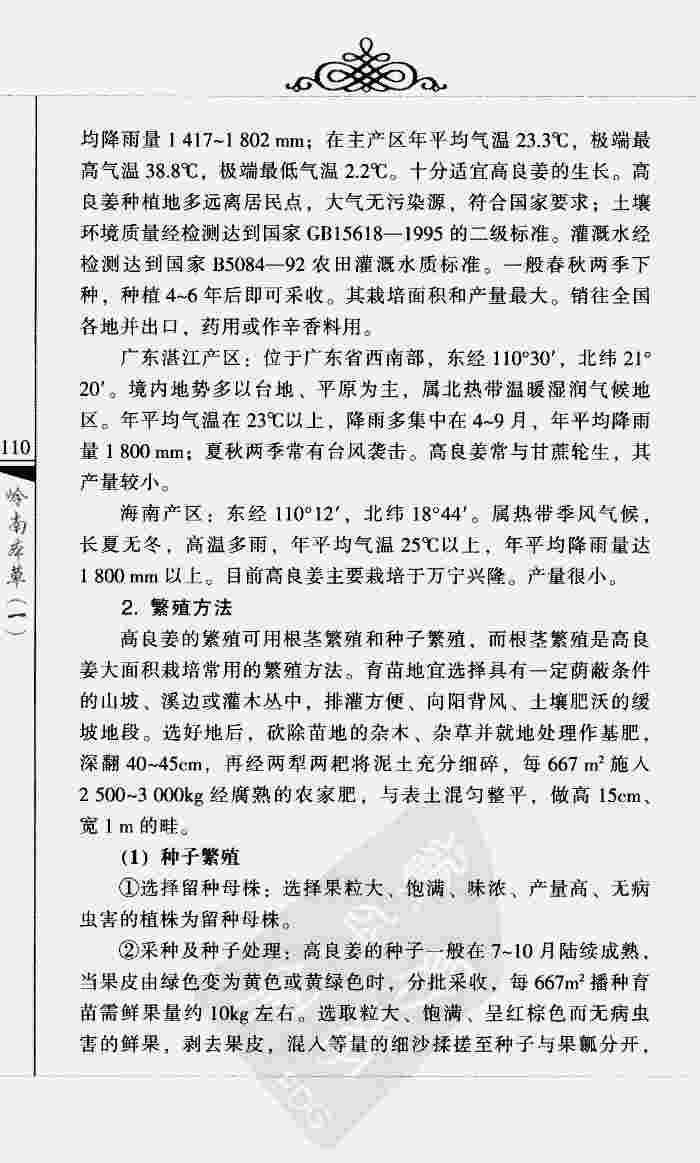 均降雨量 1 417~1 802 mm；在主产区年平均气温 23.3℃，极端最
高气温 38.8℃，极端最低气温 2.2℃。十分适宜高良姜的生长。高
良姜种植地多远离居民点，大气无污染源，符合国家要求；土壤
环境质量经检测达到国家 GB15618—1995 的二级标准。灌溉水经
检测达到国家 B5084—92 农田灌溉水质标准。一般春秋两季下
种，种植 4~6 年后即可采收。其栽培面积和产量最大。销往全国
各地并出口，药用或作辛香料用。
广东湛江产区：位于广东省西南部，东经 110°30′，北纬 21°
20′。境内地势多以台地、平原为主，属北热带温暖湿润气候地
区。年平均气温在 23℃以上，降雨多集中在 4~9 月，年平均降雨
量 1 800 mm；夏秋两季常有台风袭击。高良姜常与甘蔗轮生，其
产量较小。
海南产区：东经 110°12′，北纬 18°44′。属热带季风气候，
长夏无冬，高温多雨，年平均气温 25℃以上，年平均降雨量达
1 800 mm 以上。目前高良姜主要栽培于万宁兴隆。产量很小。
2. 繁殖方法
高良姜的繁殖可用根茎繁殖和种子繁殖，而根茎繁殖是高良
姜大面积栽培常用的繁殖方法。育苗地宜选择具有一定荫蔽条件
的山坡、溪边或灌木丛中，排灌方便、向阳背风、土壤肥沃的缓
坡地段。选好地后，砍除苗地的杂木、杂草并就地处理作基肥，
深翻 40~45cm，再经两犁两耙将泥土充分细碎，每 667 m² 施入
2 500~3 000kg 经腐熟的农家肥，与表土混匀整平，做高 15cm、
宽 1 m 的畦。
(1) 种子繁殖
①选择留种母株：选择果粒大、饱满、味浓、产量高、无病
虫害的植株为留种母株。
②采种及种子处理：高良姜的种子一般在 7~10 月陆续成熟，
当果皮由绿色变为黄色或黄绿色时，分批采收，每 667m² 播种育
苗需鲜果量约 10kg 左右。选取粒大、饱满、呈红棕色而无病虫
害的鲜果，剥去果皮，混入等量的细沙揉搓至种子与果瓤分开，
110
岭南本草（一）
PDG